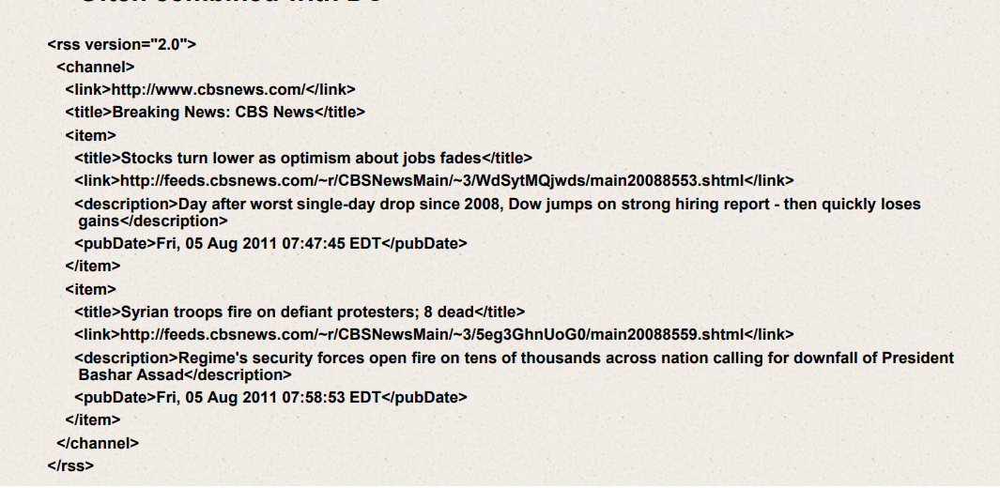 <rss version="2.0">
<channel>
<link>http://www.cbsnews.com/</link>
<title>Breaking News: CBS News</title>
<item>
<title>Stocks turn lower as optimism about jobs fades</title>
<link>http://feeds.cbsnews.com/~r/CBSNewsMain/~3/WdSytMQjwds/main20088553.shtml</link>
<description>Day after worst single-day drop since 2008, Dow jumps on strong hiring report - then quickly loses
gains</description>
<pubDate>Fri, 05 Aug 2011 07:47:45 EDT</pubDate>
</item>
<item>
<title>Syrian troops fire on defiant protesters; 8 dead</title>
<link>http://feeds.cbsnews.com/~r/CBSNewsMain/~3/5eg3GhnUoG0/main20088559.shtml</link>
<description>Regime's security forces open fire on tens of thousands across nation calling for downfall of President
Bashar Assad</description>
<pubDate>Fri, 05 Aug 2011 07:58:53 EDT</pubDate>
</item>
</channel>
</rss>